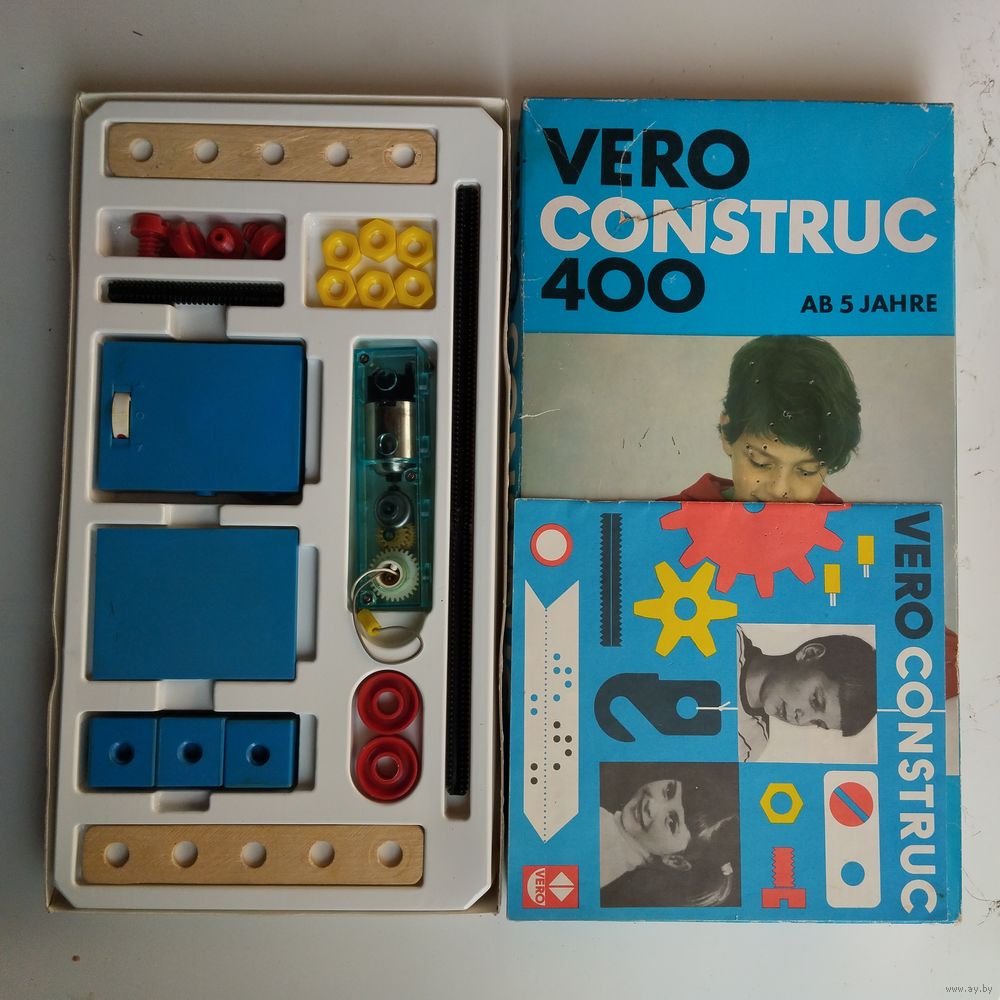 VERO
CONSTRUC
400
AB 5 JAHRE
VERO CONSTRUC
VERO
www.ay.by